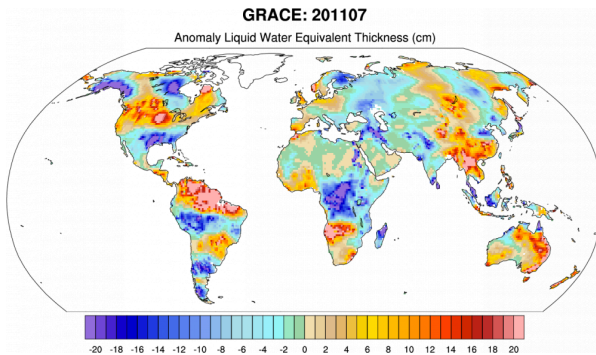 GRACE: 201107
Anomaly Liquid Water Equivalent Thickness (cm)
-20 -18 -16 -14 -12 -10 -8 -6 -4 -2 0 2 4 6 8 10 12 14 16 18 20